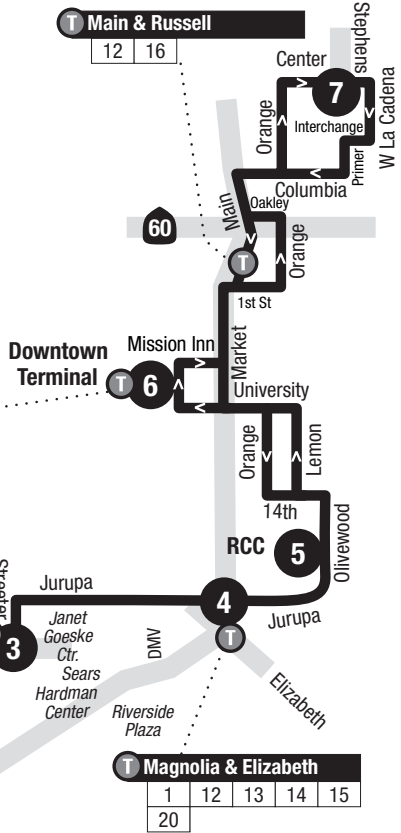 T Main & Russell
12 16
Stephens
Center
7
Interchange
Orange
W La Cadena
Primer
Columbia
Main
Oakley
60
Orange
T
1st St
Market
Mission Inn
Downtown
Terminal
T 6
University
Orange
Lemon
14th
RCC
5
Olivewood
Jurupa
4
Jurupa
Streeter
3
Janet
Goeske
Ctr.
Sears
Hardman
Center
DMV
T
Riverside
Plaza
Elizabeth
T Magnolia & Elizabeth
1 12 13 14 15
20